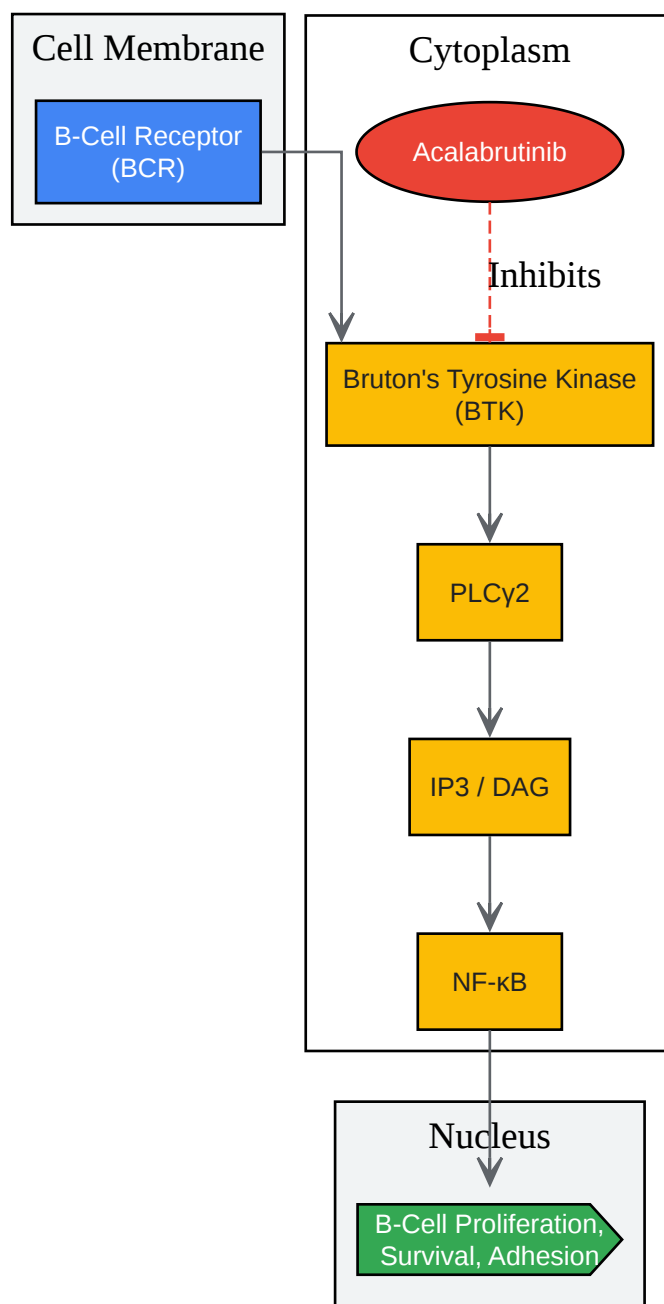 Cell Membrane
B-Cell Receptor
(BCR)
Cytoplasm
Acalabrutinib
Inhibits
Bruton's Tyrosine Kinase
(BTK)
PLCγ2
IP3 / DAG
NF-κB
Nucleus
B-Cell Proliferation,
Survival, Adhesion